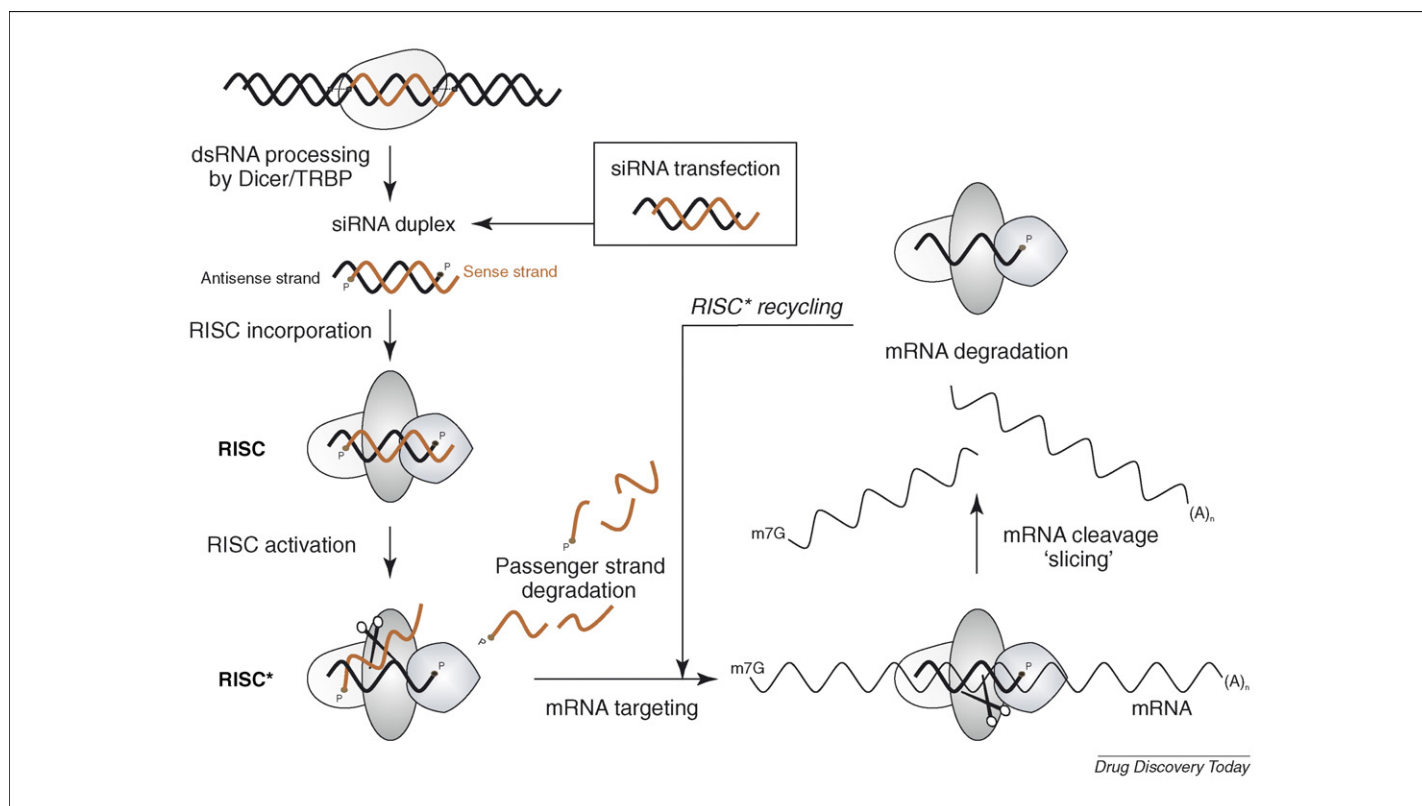 dsRNA processing
by Dicer/TRBP
siRNA transfection
siRNA duplex
Antisense strand
P
P
Sense strand
RISC incorporation
RISC
P
P
RISC activation
RISC*
P
P
P
Passenger strand
degradation
P
mRNA targeting
RISC* recycling
P
mRNA degradation
m7G
(A)n
mRNA cleavage
'slicing'
m7G
P
(A)n
mRNA
Drug Discovery Today